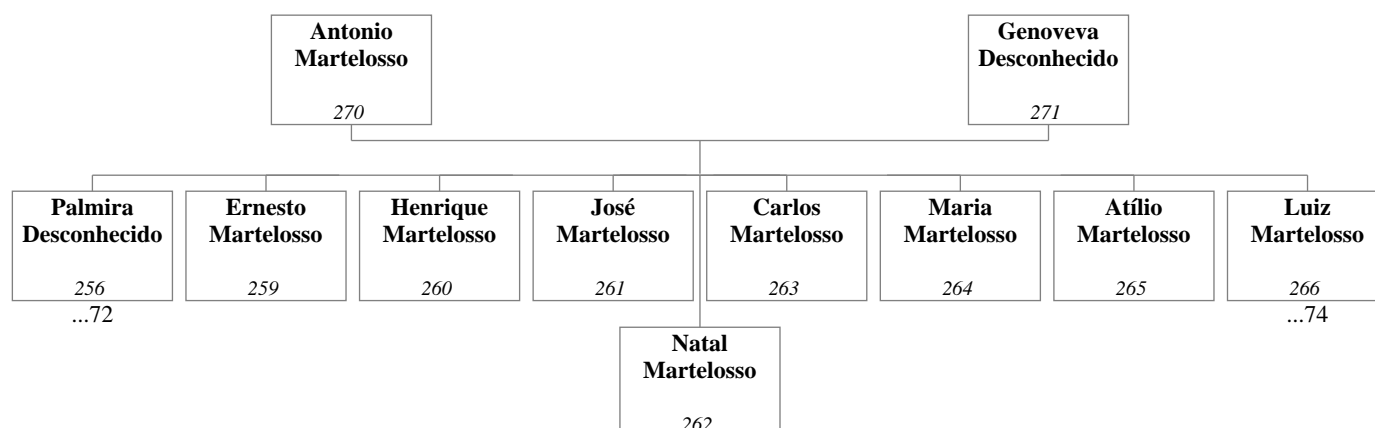 Antonio
Martelosso
270
Genoveva
Desconhecido
271
Palmira
Desconhecido
256
...72
Ernesto
Martelosso
259
Henrique
Martelosso
260
José
Martelosso
261
Carlos
Martelosso
263
Maria
Martelosso
264
Atílio
Martelosso
265
Luiz
Martelosso
266
...74
Natal
Martelosso
262